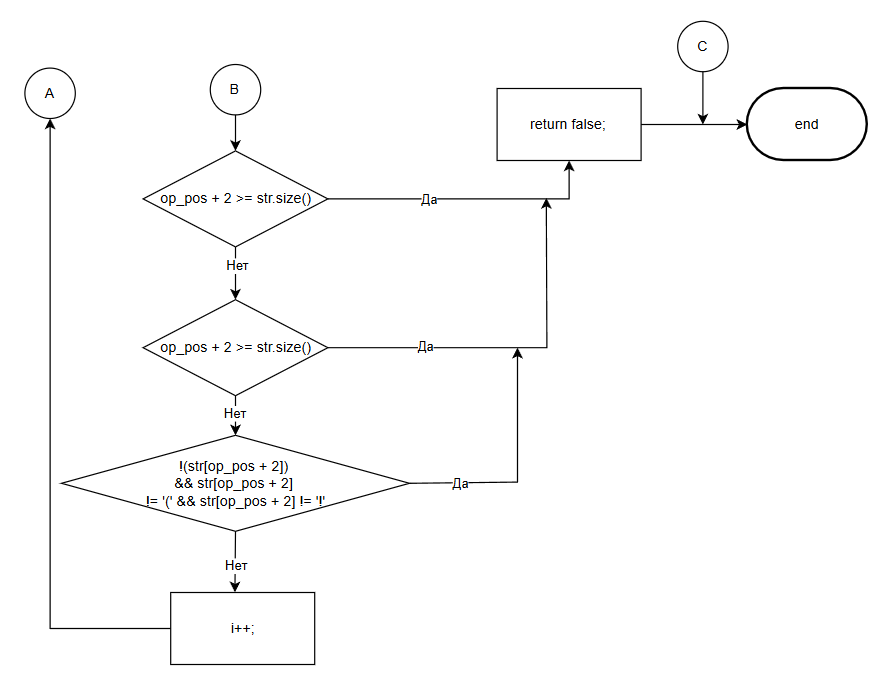 C
A
B
return false;
end
op_pos + 2 >= str.size()
Да
Нет
op_pos + 2 >= str.size()
Да
Нет
!(str[op_pos + 2])
&& str[op_pos + 2]
!= '(' && str[op_pos + 2] != '!'
Да
Нет
i++;